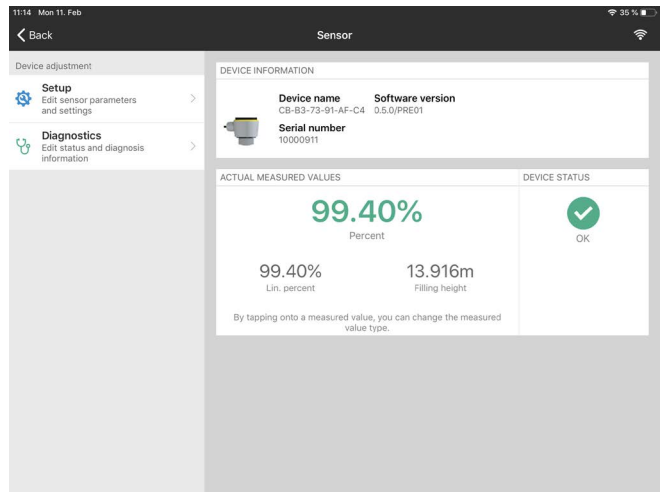 11:14 Mon 11. Feb
35 %
Back
Sensor
Device adjustment
Setup
Edit sensor parameters
and settings
Diagnostics
Edit status and diagnosis
information
DEVICE INFORMATION
Device name Software version
CB-B3-73-91-AF-C4 0.5.0/PRE01
Serial number
10000911
ACTUAL MEASURED VALUES
99.40%
Percent
99.40% 13.916m
Lin. percent Filling height
By tapping onto a measured value, you can change the measured
value type.
DEVICE STATUS
OK